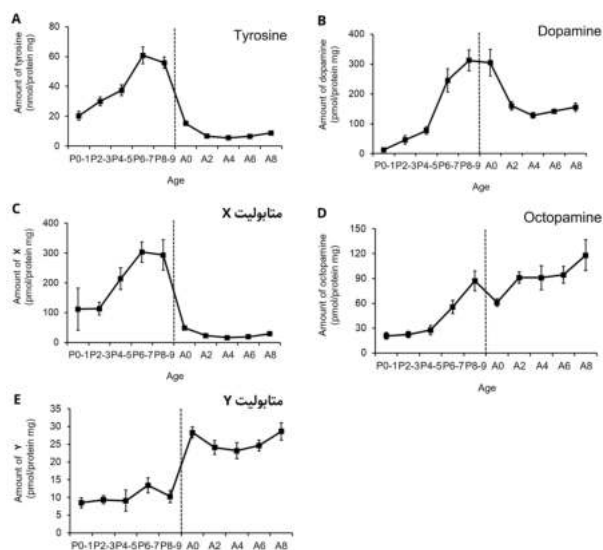 A
Tyrosine
Amount of tyrosine
(nmol/protein mg)
80
60
40
20
0
P0-1P2-3P4-5P6-7P8-9 A0 A2 A4 A6 A8
Age
B
Dopamine
Amount of dopamine
(pmol/protein mg)
400
300
200
100
0
P0-1P2-3P4-5P6-7P8-9 A0 A2 A4 A6 A8
Age
C
متابولیت X
Amount of X
(pmol/protein mg)
400
300
200
100
0
P0-1P2-3P4-5P6-7P8-9 A0 A2 A4 A6 A8
Age
D
Octopamine
Amount of octopamine
(pmol/protein mg)
150
120
90
60
30
0
P0-1P2-3P4-5P6-7P8-9 A0 A2 A4 A6 A8
Age
E
متابولیت Y
Amount of Y
(pmol/protein mg)
35
30
25
20
15
10
5
0
P0-1P2-3P4-5P6-7P8-9 A0 A2 A4 A6 A8
Age